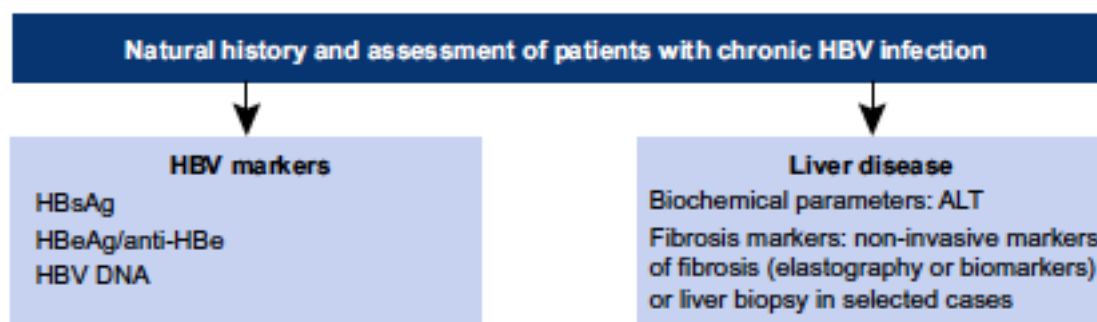 Natural history and assessment of patients with chronic HBV infection
HBV markers
HBsAg
HBeAg/anti-HBe
HBV DNA
Liver disease
Biochemical parameters: ALT
Fibrosis markers: non-invasive markers
of fibrosis (elastography or biomarkers)
or liver biopsy in selected cases